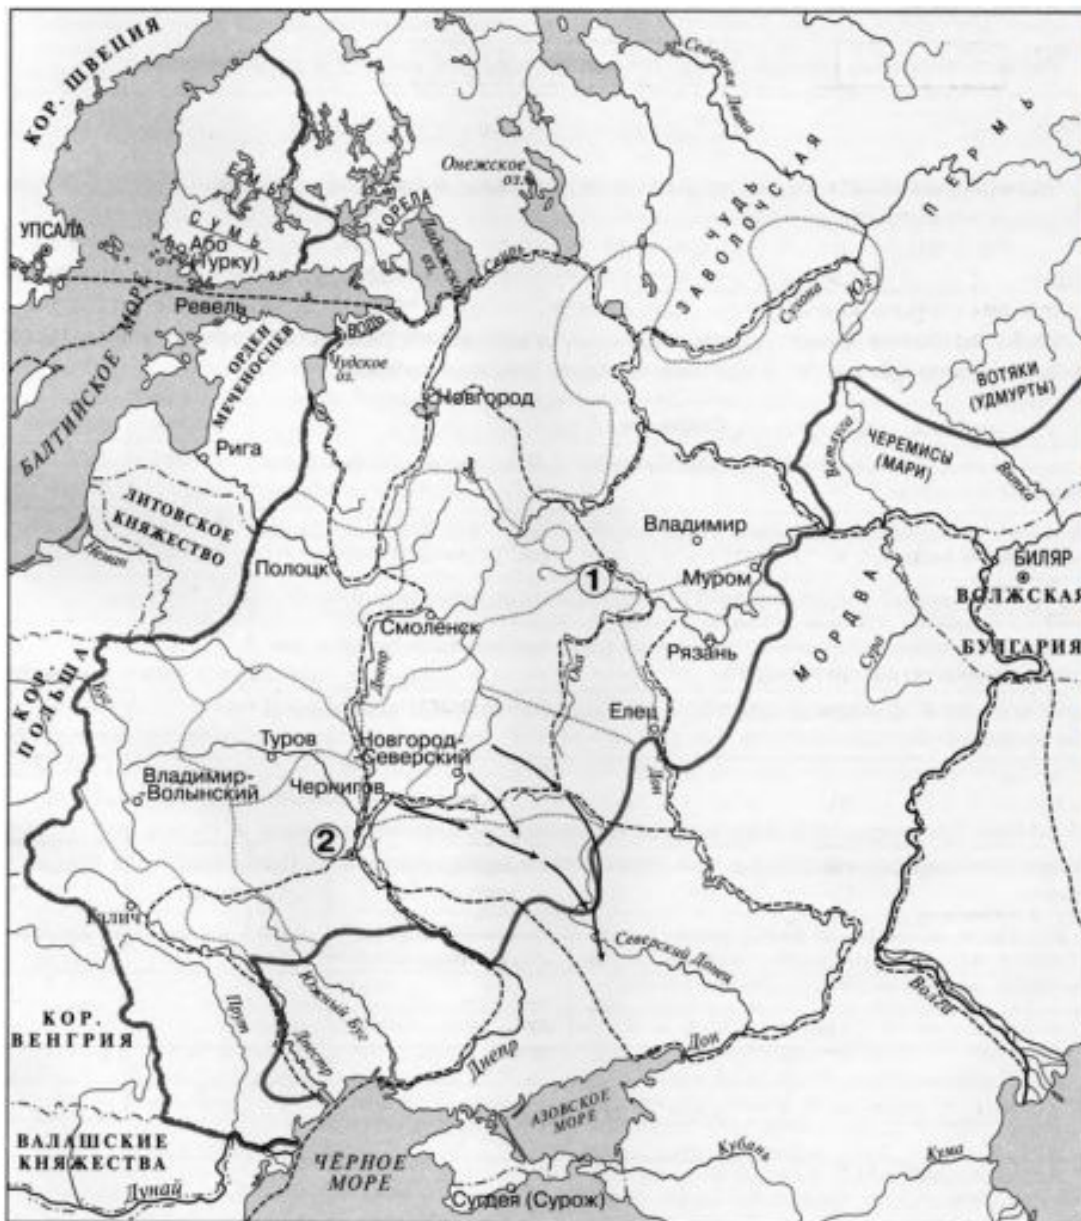 КОР. ШВЕЦИЯ
Северная Двина
П Е Р М Ь
Онежское
оз.
ЧУДЬ
ЗАВОЛОЧСКАЯ
Е М Ь
С У М Ь
КОРЕЛА
Ладожское
оз.
УПСАЛА
Або
(Турку)
Свирь
Сухона
Юг
Ревель
ВОДЬ
ОРДЕН
МЕЧЕНОСЦЕВ
Чудское
оз.
БАЛТИЙСКОЕ МОРЕ
Новгород
ВОТЯКИ
(УДМУРТЫ)
Ветлуга
ЧЕРЕМИСЫ
(МАРИ)
Вятка
Рига
ЛИТОВСКОЕ
КНЯЖЕСТВО
Неман
Полоцк
Владимир
1
Муром
БИЛЯР
ВОЛЖСКАЯ
БУЛГАРИЯ
МОРДВА
Сура
Смоленск
Рязань
Днепр
Ока
КОР.
ПОЛЬША
Буг
Елец
Дон
Туров
Новгород-
Северский
Владимир-
Волынский
Чернигов
2
Галич
Северский Донец
Волга
КОР.
ВЕНГРИЯ
Прут
Южный Буг
Днестр
Днепр
Дон
АЗОВСКОЕ
МОРЕ
ВАЛАШСКИЕ
КНЯЖЕСТВА
ЧЁРНОЕ
МОРЕ
Кубань
Кума
Дунай
Сугдея (Сурож)